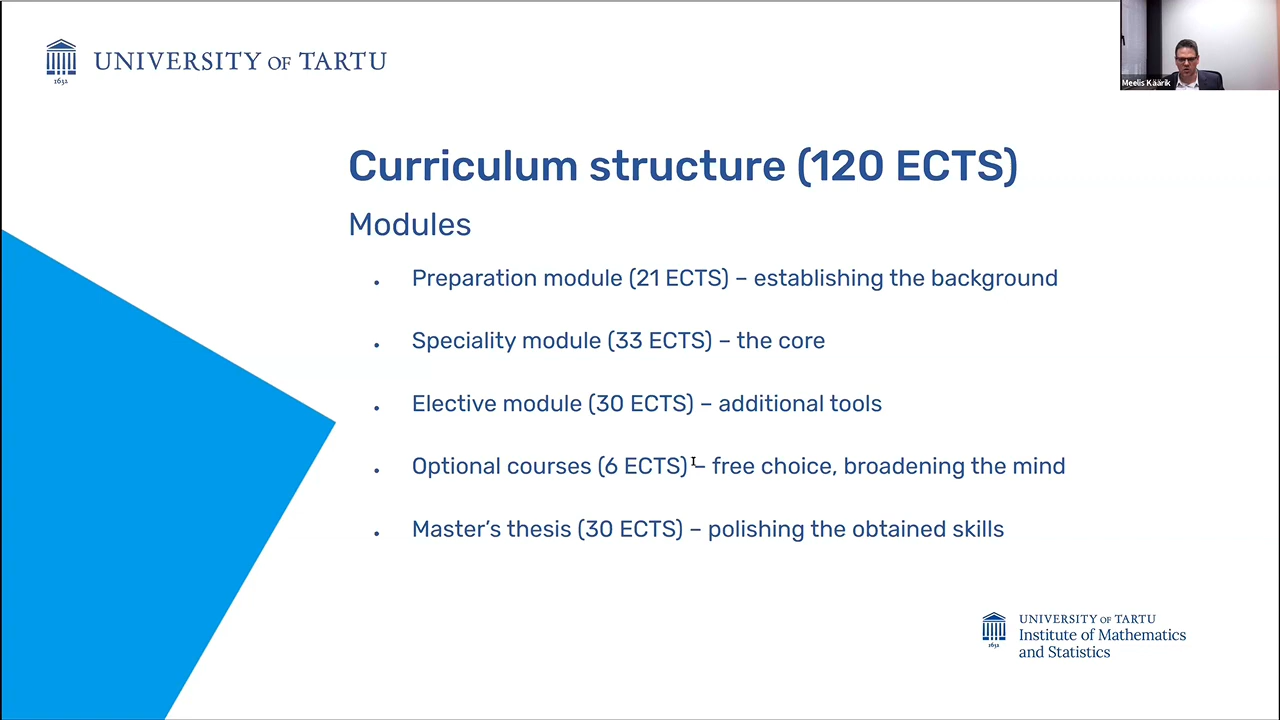 UNIVERSITY OF TARTU
1632
Meelis Käärik
Curriculum structure (120 ECTS)
Modules
• Preparation module (21 ECTS) – establishing the background
• Speciality module (33 ECTS) – the core
• Elective module (30 ECTS) – additional tools
• Optional courses (6 ECTS) – free choice, broadening the mind
• Master’s thesis (30 ECTS) – polishing the obtained skills
UNIVERSITY OF TARTU
Institute of Mathematics
and Statistics
1632